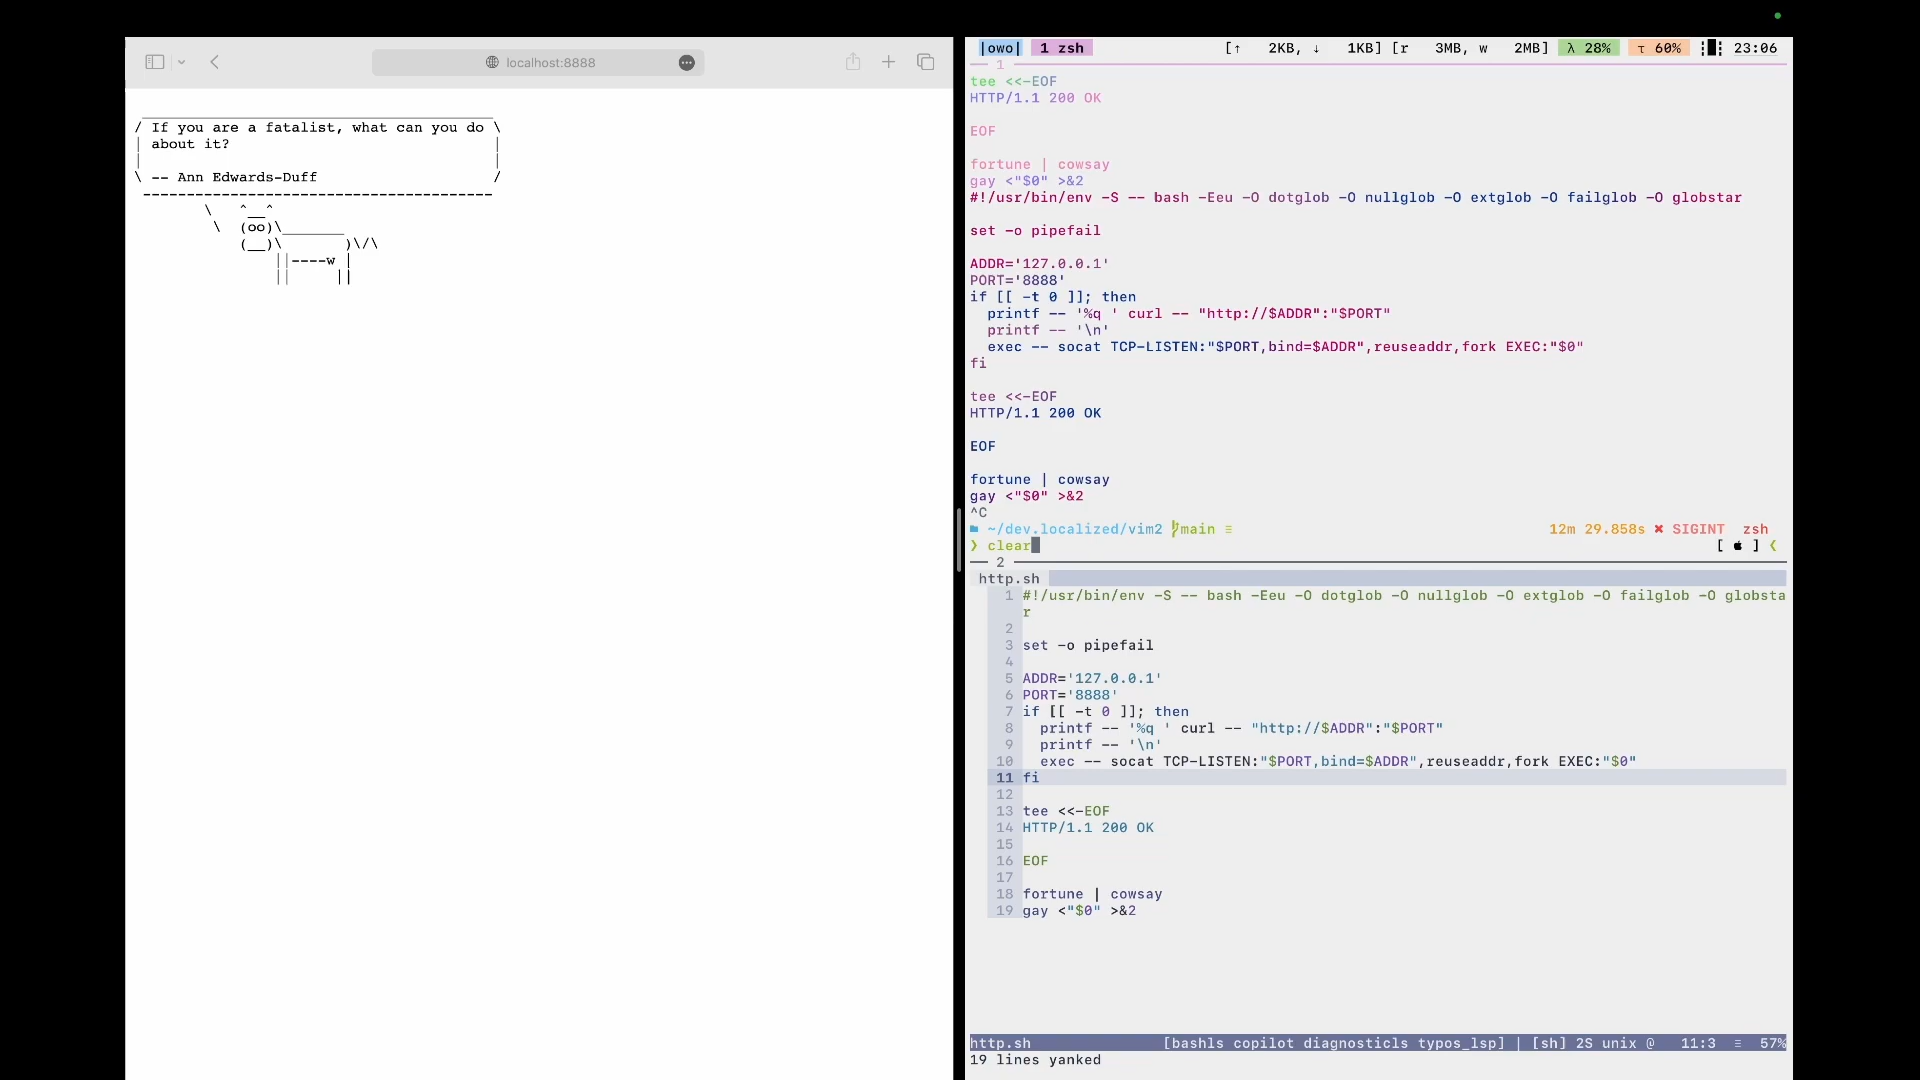 localhost:8888
 ________________________________________
/ If you are a fatalist, what can you do \
| about it?                              |
|                                        |
\ -- Ann Edwards-Duff                    /
 ----------------------------------------
        \   ^__^
         \  (oo)\_______
            (__)\       )\/\
                ||----w |
                ||     ||
|owo| 1 zsh [↑ 2KB, ↓ 1KB] [r 3MB, w 2MB] λ 28% τ 60% 23:06
1
tee <<-EOF
HTTP/1.1 200 OK
EOF
fortune | cowsay
gay <"$0" >&2
#!/usr/bin/env -S -- bash -Eeu -O dotglob -O nullglob -O extglob -O failglob -O globstar
set -o pipefail
ADDR='127.0.0.1'
PORT='8888'
if [[ -t 0 ]]; then
  printf -- '%q ' curl -- "http://$ADDR":"$PORT"
  printf -- '\n'
  exec -- socat TCP-LISTEN:"$PORT,bind=$ADDR",reuseaddr,fork EXEC:"$0"
fi
tee <<-EOF
HTTP/1.1 200 OK
EOF
fortune | cowsay
gay <"$0" >&2
^C
~/dev.localized/vim2 main ≡ 12m 29.858s ✖ SIGINT zsh
❯ clear [  ] ❮
2
http.sh
1 #!/usr/bin/env -S -- bash -Eeu -O dotglob -O nullglob -O extglob -O failglob -O globsta
r
2
3 set -o pipefail
4
5 ADDR='127.0.0.1'
6 PORT='8888'
7 if [[ -t 0 ]]; then
8   printf -- '%q ' curl -- "http://$ADDR":"$PORT"
9   printf -- '\n'
10   exec -- socat TCP-LISTEN:"$PORT,bind=$ADDR",reuseaddr,fork EXEC:"$0"
11 fi
12
13 tee <<-EOF
14 HTTP/1.1 200 OK
15
16 EOF
17
18 fortune | cowsay
19 gay <"$0" >&2
http.sh [bashls copilot diagnosticls typos_lsp] | [sh] 2S unix @ 11:3 ≡ 57%
19 lines yanked